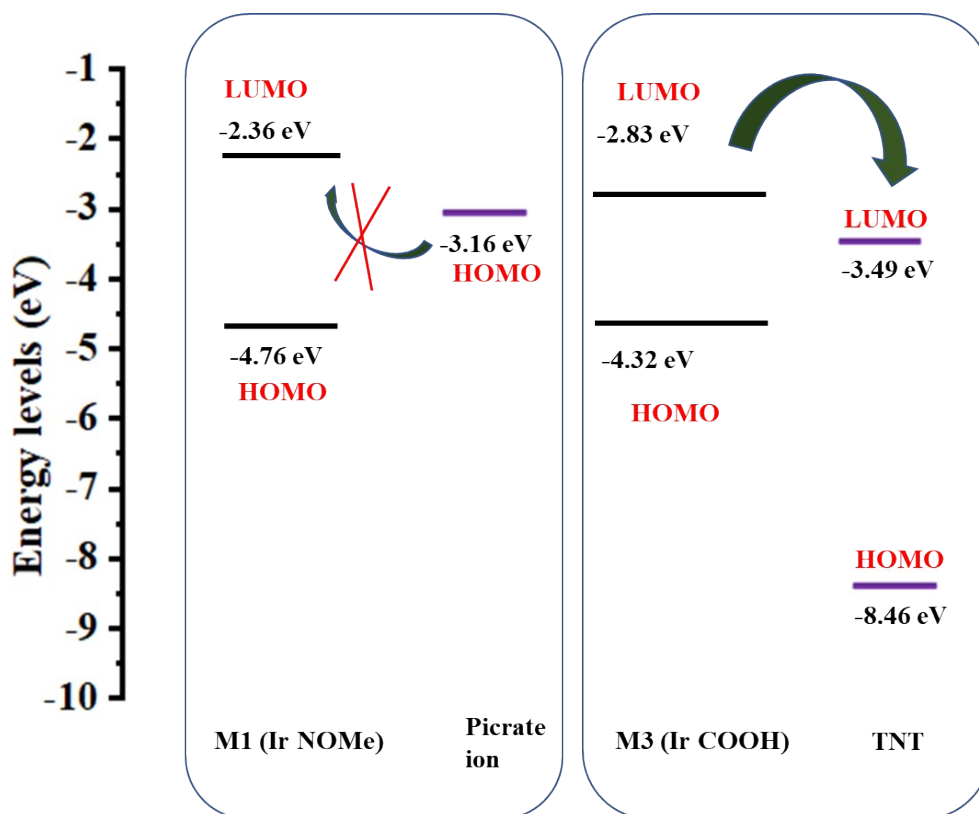 Energy levels (eV)
-1
-2
-3
-4
-5
-6
-7
-8
-9
-10
LUMO
-2.36 eV
-4.76 eV
HOMO
-3.16 eV
HOMO
M1 (Ir NOMe)
Picrate
ion
LUMO
-2.83 eV
-4.32 eV
HOMO
LUMO
-3.49 eV
HOMO
-8.46 eV
M3 (Ir COOH)
TNT